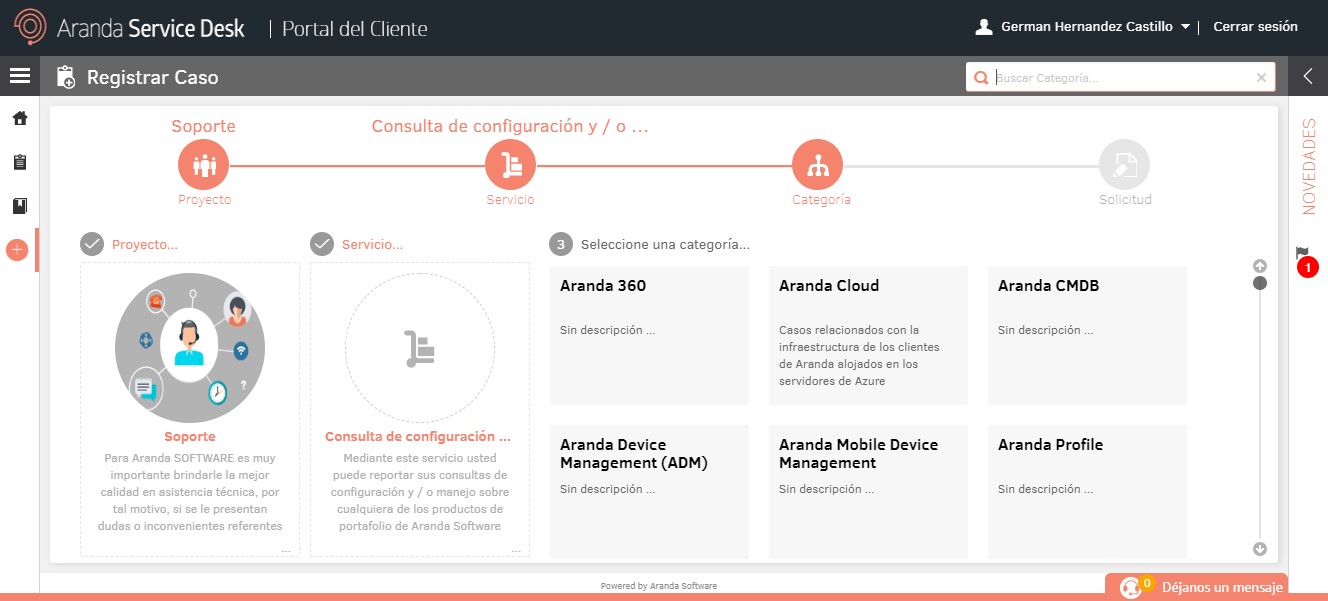 Aranda Service Desk | Portal del Cliente
German Hernandez Castillo | Cerrar sesión
Registrar Caso
Buscar Categoría...
NOVEDADES
1
Soporte
Consulta de configuración y / o ...
Proyecto
Servicio
Categoría
Solicitud
Proyecto...
Servicio...
3 Seleccione una categoría...
?
Soporte
Para Aranda SOFTWARE es muy
importante brindarle la mejor
calidad en asistencia técnica, por
tal motivo, si se le presentan
dudas o inconvenientes referentes
...
Consulta de configuración ...
Mediante este servicio usted
puede reportar sus consultas de
configuración y / o manejo sobre
cualquiera de los productos de
portafolio de Aranda Software
...
Aranda 360
Sin descripción ...
Aranda Cloud
Casos relacionados con la
infraestructura de los clientes
de Aranda alojados en los
servidores de Azure
Aranda CMDB
Sin descripción ...
Aranda Device
Management (ADM)
Sin descripción ...
Aranda Mobile Device
Management
Sin descripción ...
Aranda Profile
Sin descripción ...
Powered by Aranda Software
0 Déjanos un mensaje